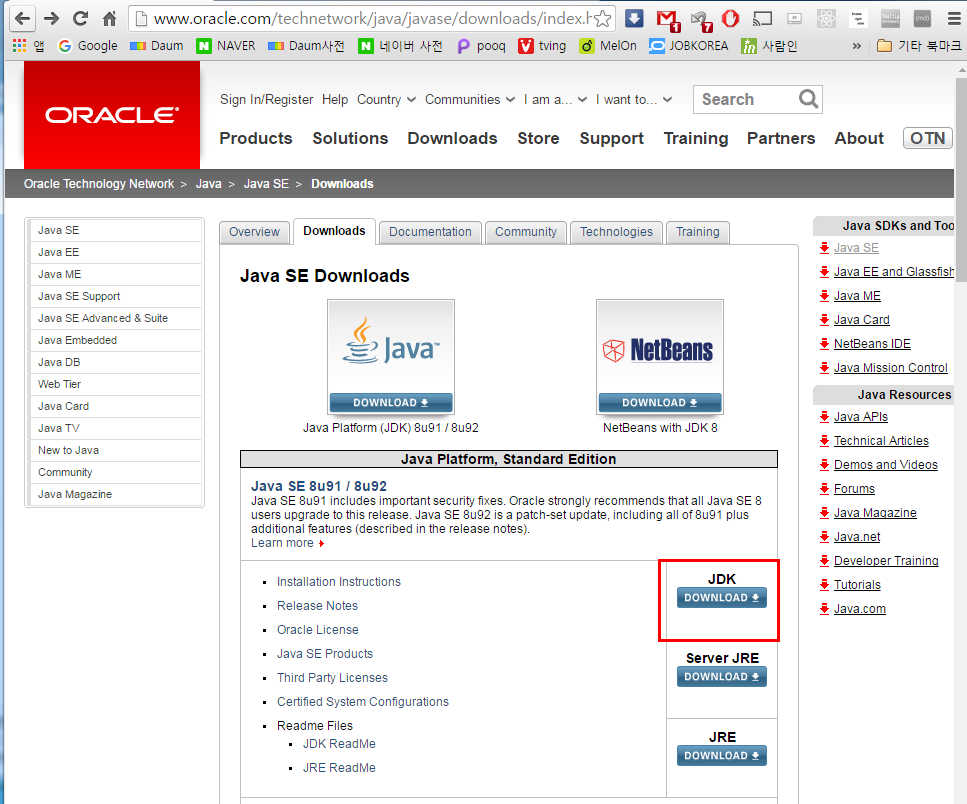 www.oracle.com/technetwork/java/javase/downloads/index.h
1
7
앱 Google Daum NAVER Daum사전 네이버 사전 pooq tving MelOn JOBKOREA 사람인 » 기타 북마크
ORACLE
Sign In/Register Help Country Communities I am a... I want to... Search
Products Solutions Downloads Store Support Training Partners About OTN
Oracle Technology Network > Java > Java SE > Downloads
Java SE
Java EE
Java ME
Java SE Support
Java SE Advanced & Suite
Java Embedded
Java DB
Web Tier
Java Card
Java TV
New to Java
Community
Java Magazine
Overview Downloads Documentation Community Technologies Training
Java SE Downloads
Java™
DOWNLOAD
Java Platform (JDK) 8u91 / 8u92
NetBeans
DOWNLOAD
NetBeans with JDK 8
Java Platform, Standard Edition
Java SE 8u91 / 8u92
Java SE 8u91 includes important security fixes. Oracle strongly recommends that all Java SE 8
users upgrade to this release. Java SE 8u92 is a patch-set update, including all of 8u91 plus
additional features (described in the release notes).
Learn more
Installation Instructions
Release Notes
Oracle License
Java SE Products
Third Party Licenses
Certified System Configurations
Readme Files
JDK ReadMe
JRE ReadMe
JDK
DOWNLOAD
Server JRE
DOWNLOAD
JRE
DOWNLOAD
Java SDKs and Too
Java SE
Java EE and Glassfish
Java ME
Java Card
NetBeans IDE
Java Mission Control
Java Resources
Java APIs
Technical Articles
Demos and Videos
Forums
Java Magazine
Java.net
Developer Training
Tutorials
Java.com